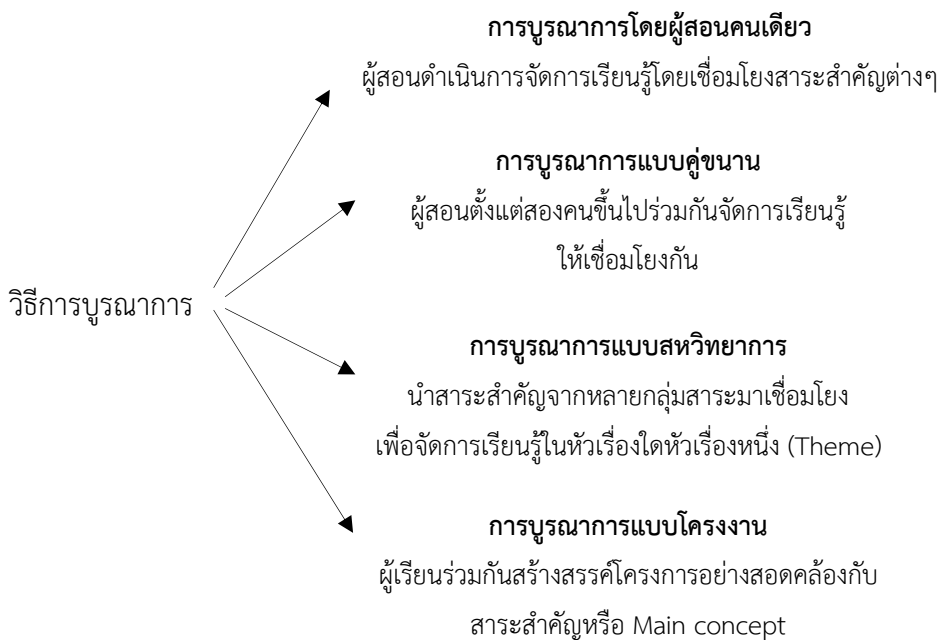 การบูรณาการโดยผู้สอนคนเดียว
ผู้สอนดำเนินการจัดการเรียนรู้โดยเชื่อมโยงสาระสำคัญต่างๆ
การบูรณาการแบบคู่ขนาน
ผู้สอนตั้งแต่สองคนขึ้นไปร่วมกันจัดการเรียนรู้
ให้เชื่อมโยงกัน
วิธีการบูรณาการ
การบูรณาการแบบสหวิทยาการ
นำสาระสำคัญจากหลายกลุ่มสาระมาเชื่อมโยง
เพื่อจัดการเรียนรู้ในหัวเรื่องใดหัวเรื่องหนึ่ง (Theme)
การบูรณาการแบบโครงงาน
ผู้เรียนร่วมกันสร้างสรรค์โครงการอย่างสอดคล้องกับ
สาระสำคัญหรือ Main concept